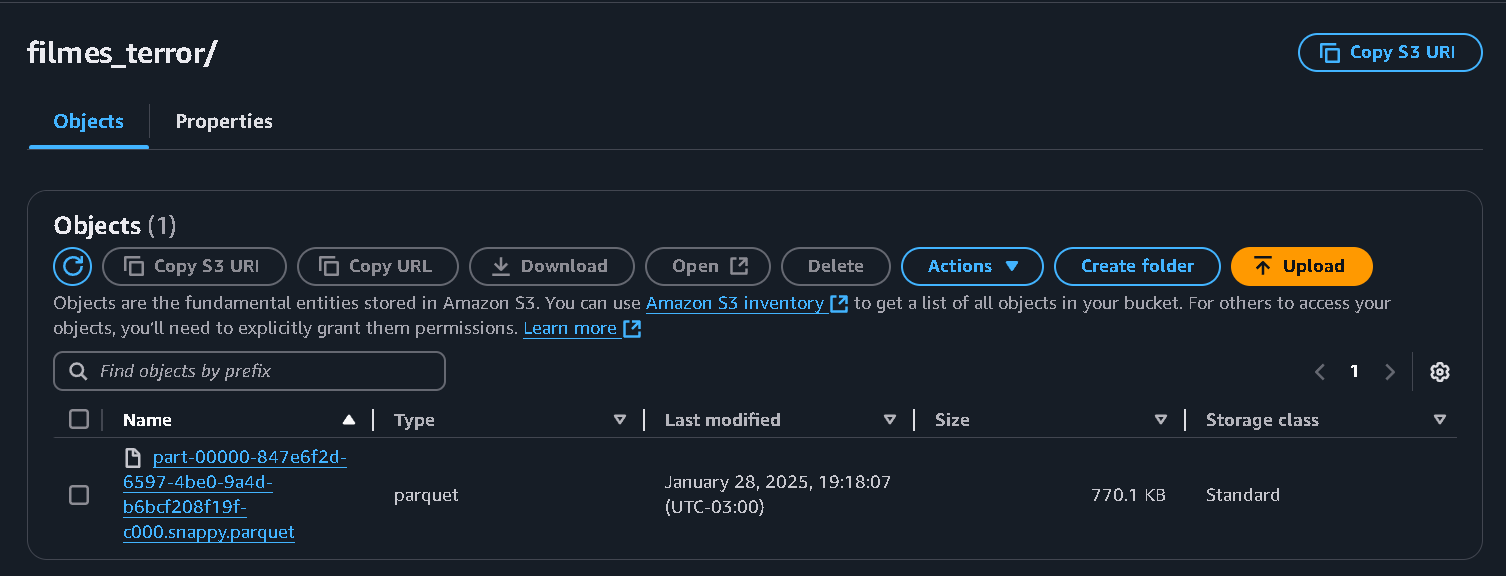 filmes_terror/
Copy S3 URI
Objects
Properties
Objects (1)
Copy S3 URI
Copy URL
Download
Open
Delete
Actions
Create folder
Upload
Objects are the fundamental entities stored in Amazon S3. You can use Amazon S3 inventory to get a list of all objects in your bucket. For others to access your
objects, you'll need to explicitly grant them permissions. Learn more
Find objects by prefix
1
Name
Type
Last modified
Size
Storage class
part-00000-847e6f2d-
6597-4be0-9a4d-
b6bcf208f19f-
c000.snappy.parquet
parquet
January 28, 2025, 19:18:07
(UTC-03:00)
770.1 KB
Standard